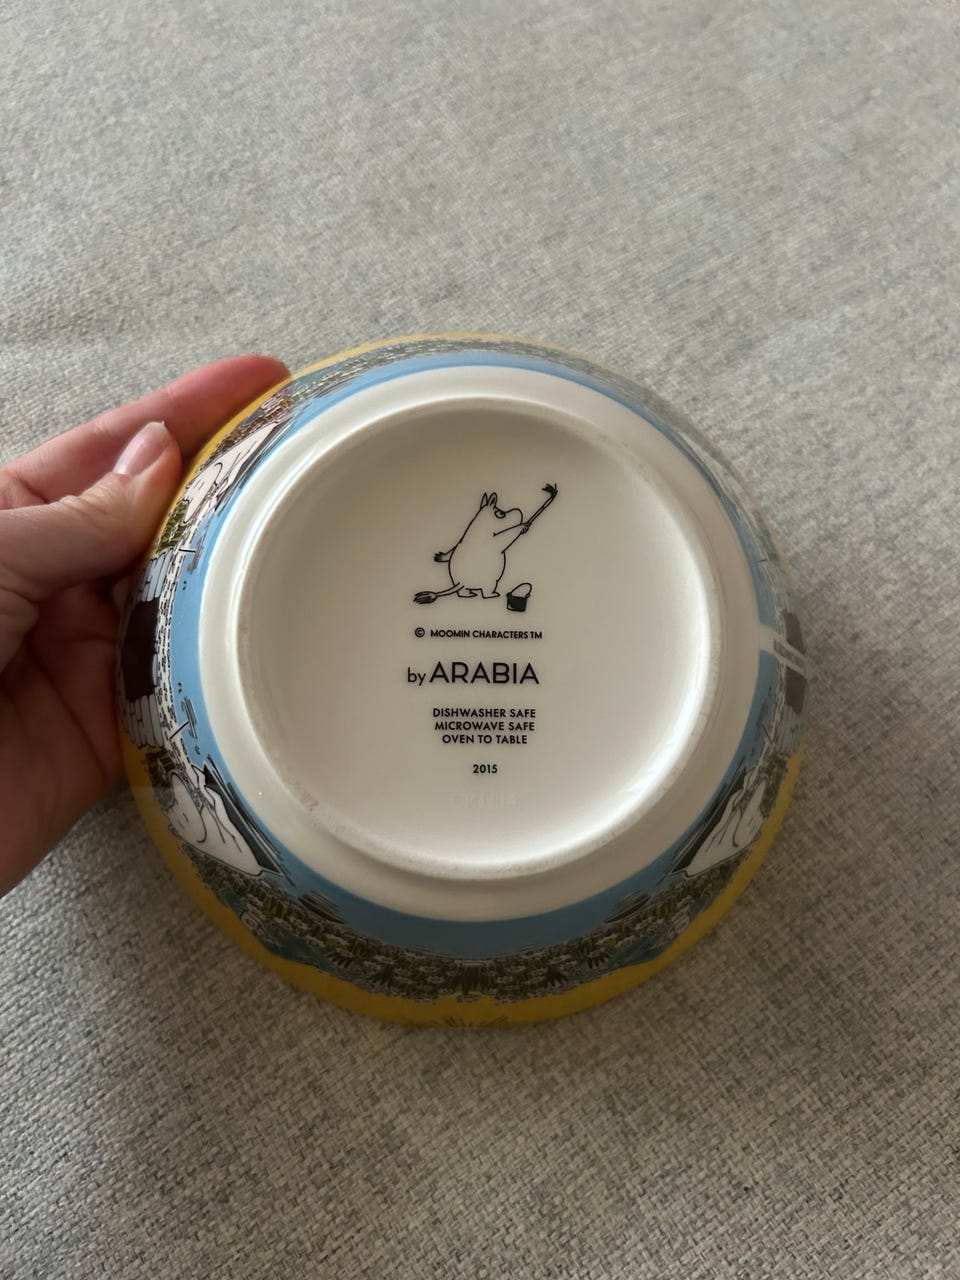 © MOOMIN CHARACTERS TM
by ARABIA
DISHWASHER SAFE
MICROWAVE SAFE
OVEN TO TABLE
2015